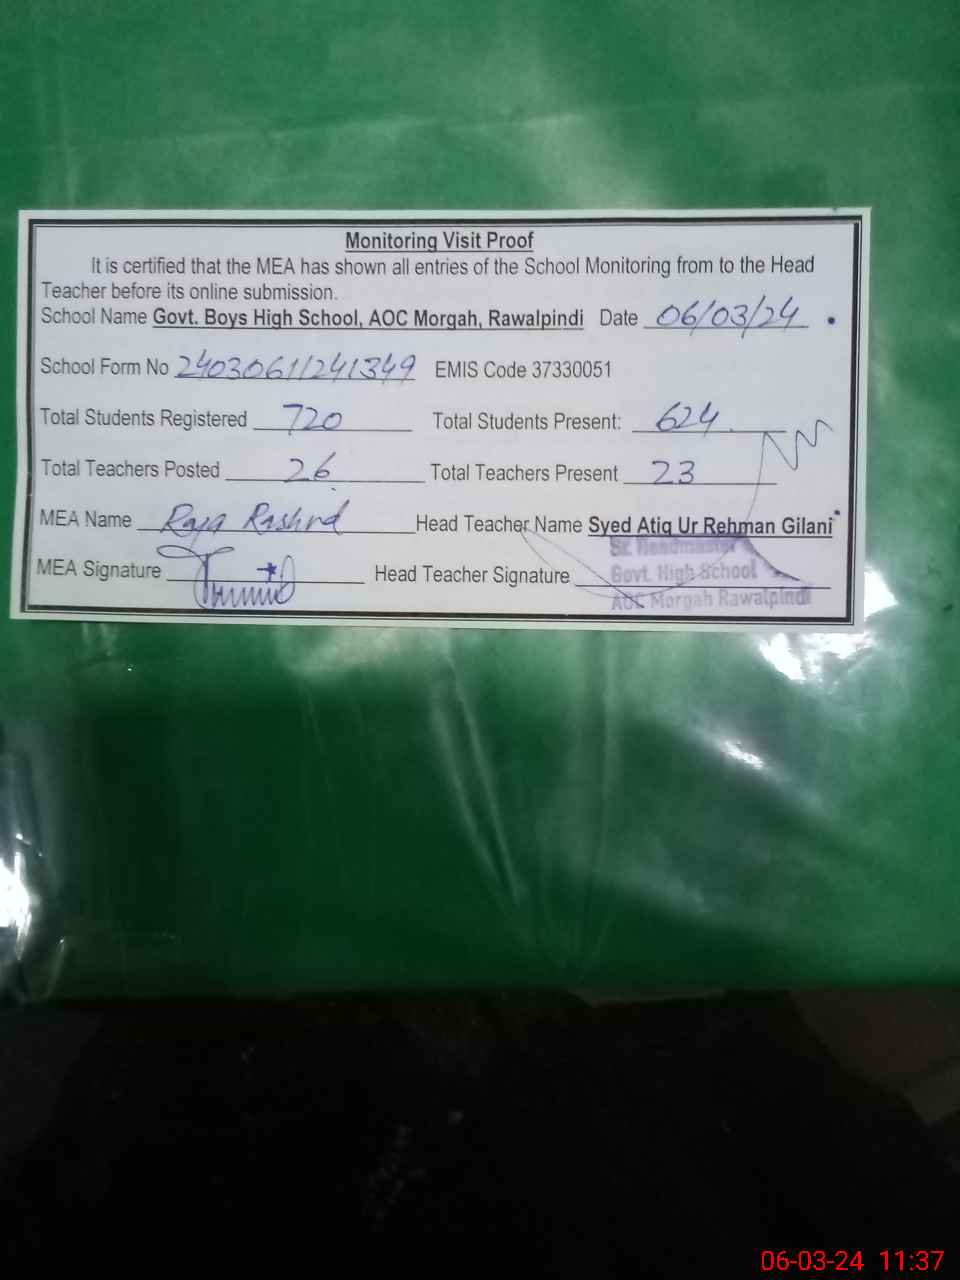 Monitoring Visit Proof
It is certified that the MEA has shown all entries of the School Monitoring from to the Head
Teacher before its online submission.
School Name Govt. Boys High School, AOC Morgah, Rawalpindi Date 06/03/24
School Form No 24030611241349 EMIS Code 37330051
Total Students Registered 720 Total Students Present: 624
Total Teachers Posted 26 Total Teachers Present 23
MEA Name Raja Rashid Head Teacher Name Syed Atiq Ur Rehman Gilani
Sr. Headmaster
MEA Signature Head Teacher Signature Govt. High School
AOC Morgah Rawalpindi
06-03-24 11:37